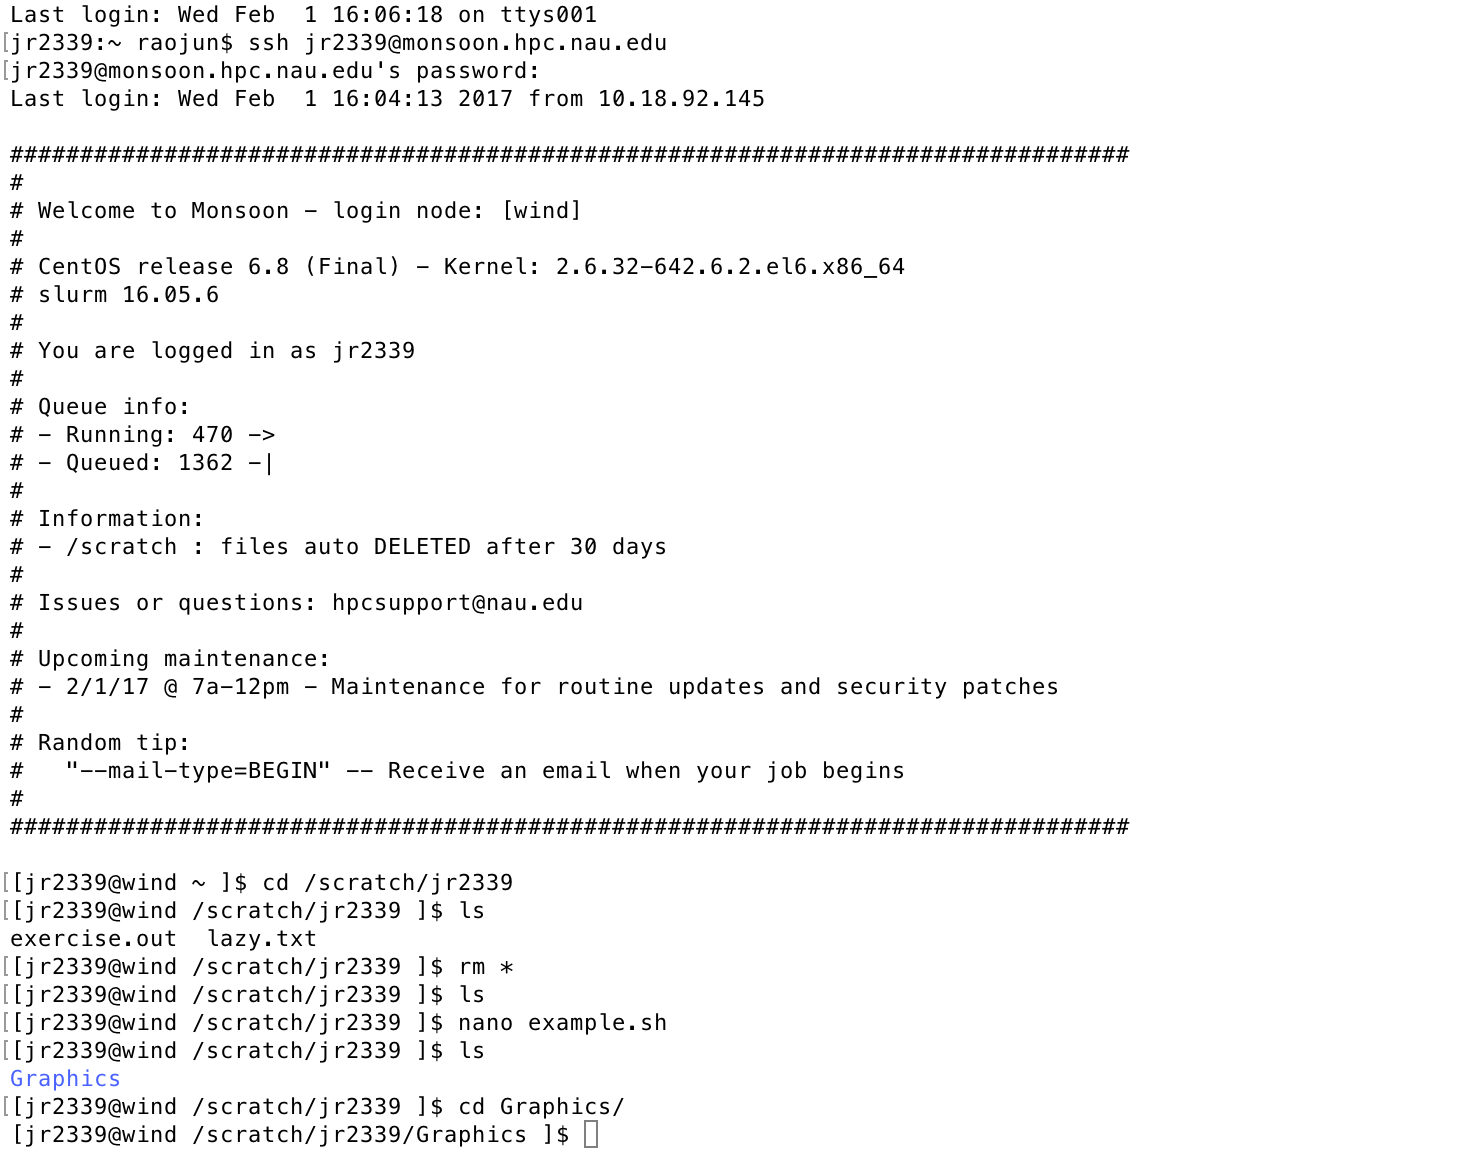 Last login: Wed Feb  1 16:06:18 on ttys001
[jr2339:~ raojun$ ssh jr2339@monsoon.hpc.nau.edu
[jr2339@monsoon.hpc.nau.edu's password:
Last login: Wed Feb  1 16:04:13 2017 from 10.18.92.145
################################################################################
#
# Welcome to Monsoon - login node: [wind]
#
# CentOS release 6.8 (Final) - Kernel: 2.6.32-642.6.2.el6.x86_64
# slurm 16.05.6
#
# You are logged in as jr2339
#
# Queue info:
# - Running: 470 ->
# - Queued: 1362 -|
#
# Information:
# - /scratch : files auto DELETED after 30 days
#
# Issues or questions: hpcsupport@nau.edu
#
# Upcoming maintenance:
# - 2/1/17 @ 7a-12pm - Maintenance for routine updates and security patches
#
# Random tip:
#   "--mail-type=BEGIN" -- Receive an email when your job begins
#
################################################################################
[[jr2339@wind ~ ]$ cd /scratch/jr2339
[[jr2339@wind /scratch/jr2339 ]$ ls
exercise.out  lazy.txt
[[jr2339@wind /scratch/jr2339 ]$ rm *
[[jr2339@wind /scratch/jr2339 ]$ ls
[[jr2339@wind /scratch/jr2339 ]$ nano example.sh
[[jr2339@wind /scratch/jr2339 ]$ ls
Graphics
[[jr2339@wind /scratch/jr2339 ]$ cd Graphics/
[jr2339@wind /scratch/jr2339/Graphics ]$